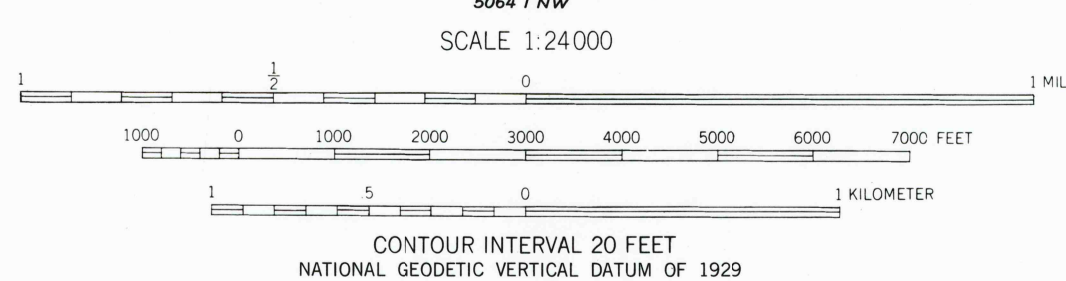 5064 I NW
SCALE 1:24000
1 1/2 0 1 MIL
1000 0 1000 2000 3000 4000 5000 6000 7000 FEET
1 .5 0 1 KILOMETER
CONTOUR INTERVAL 20 FEET
NATIONAL GEODETIC VERTICAL DATUM OF 1929